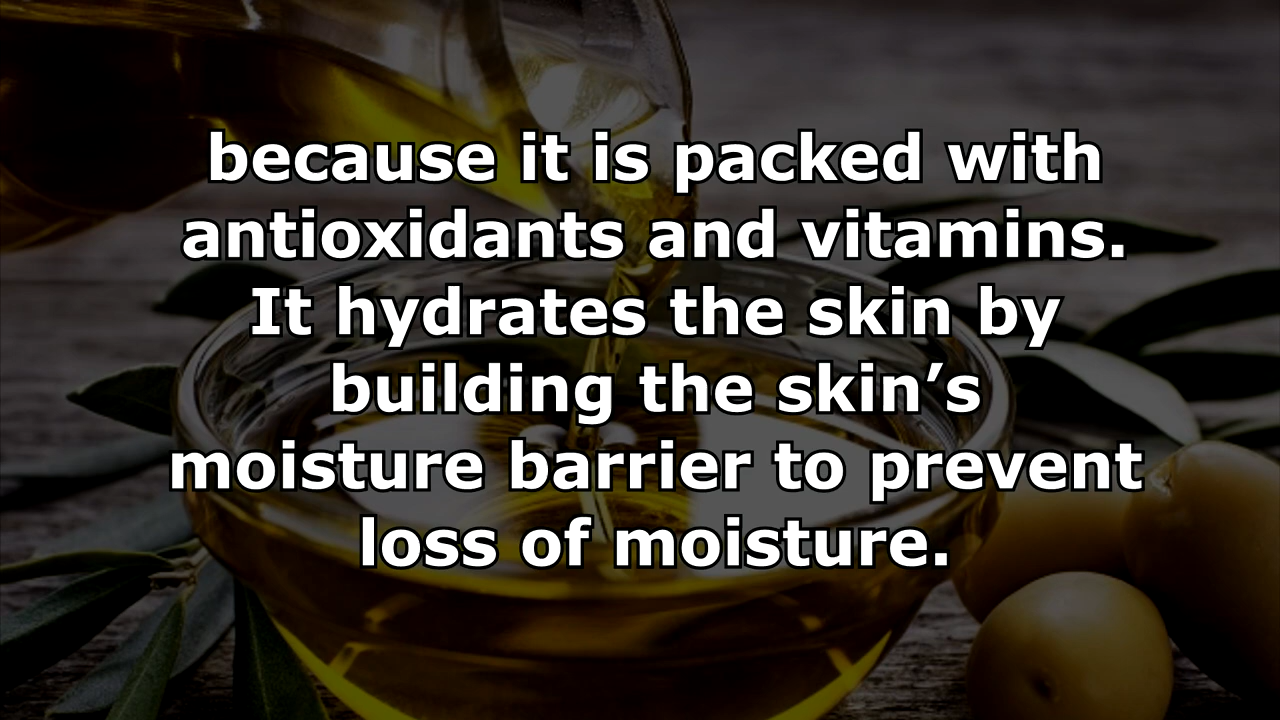 because it is packed with
antioxidants and vitamins.
It hydrates the skin by
building the skin’s
moisture barrier to prevent
loss of moisture.